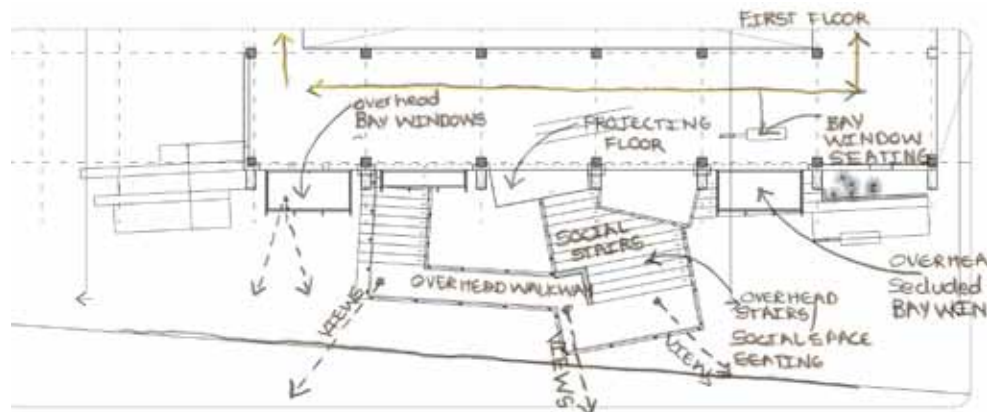 FIRST FLOOR
overhead
BAY WINDOWS
PROJECTING
FLOOR
BAY
WINDOW
SEATING
SOCIAL
STAIRS
OVERHEAD WALKWAY
OVERHEA
Secluded
BAY WIN
OVERHEAD
STAIRS/
SOCIAL SPACE
SEATING
VIEWS
VIEWS
VIEWS